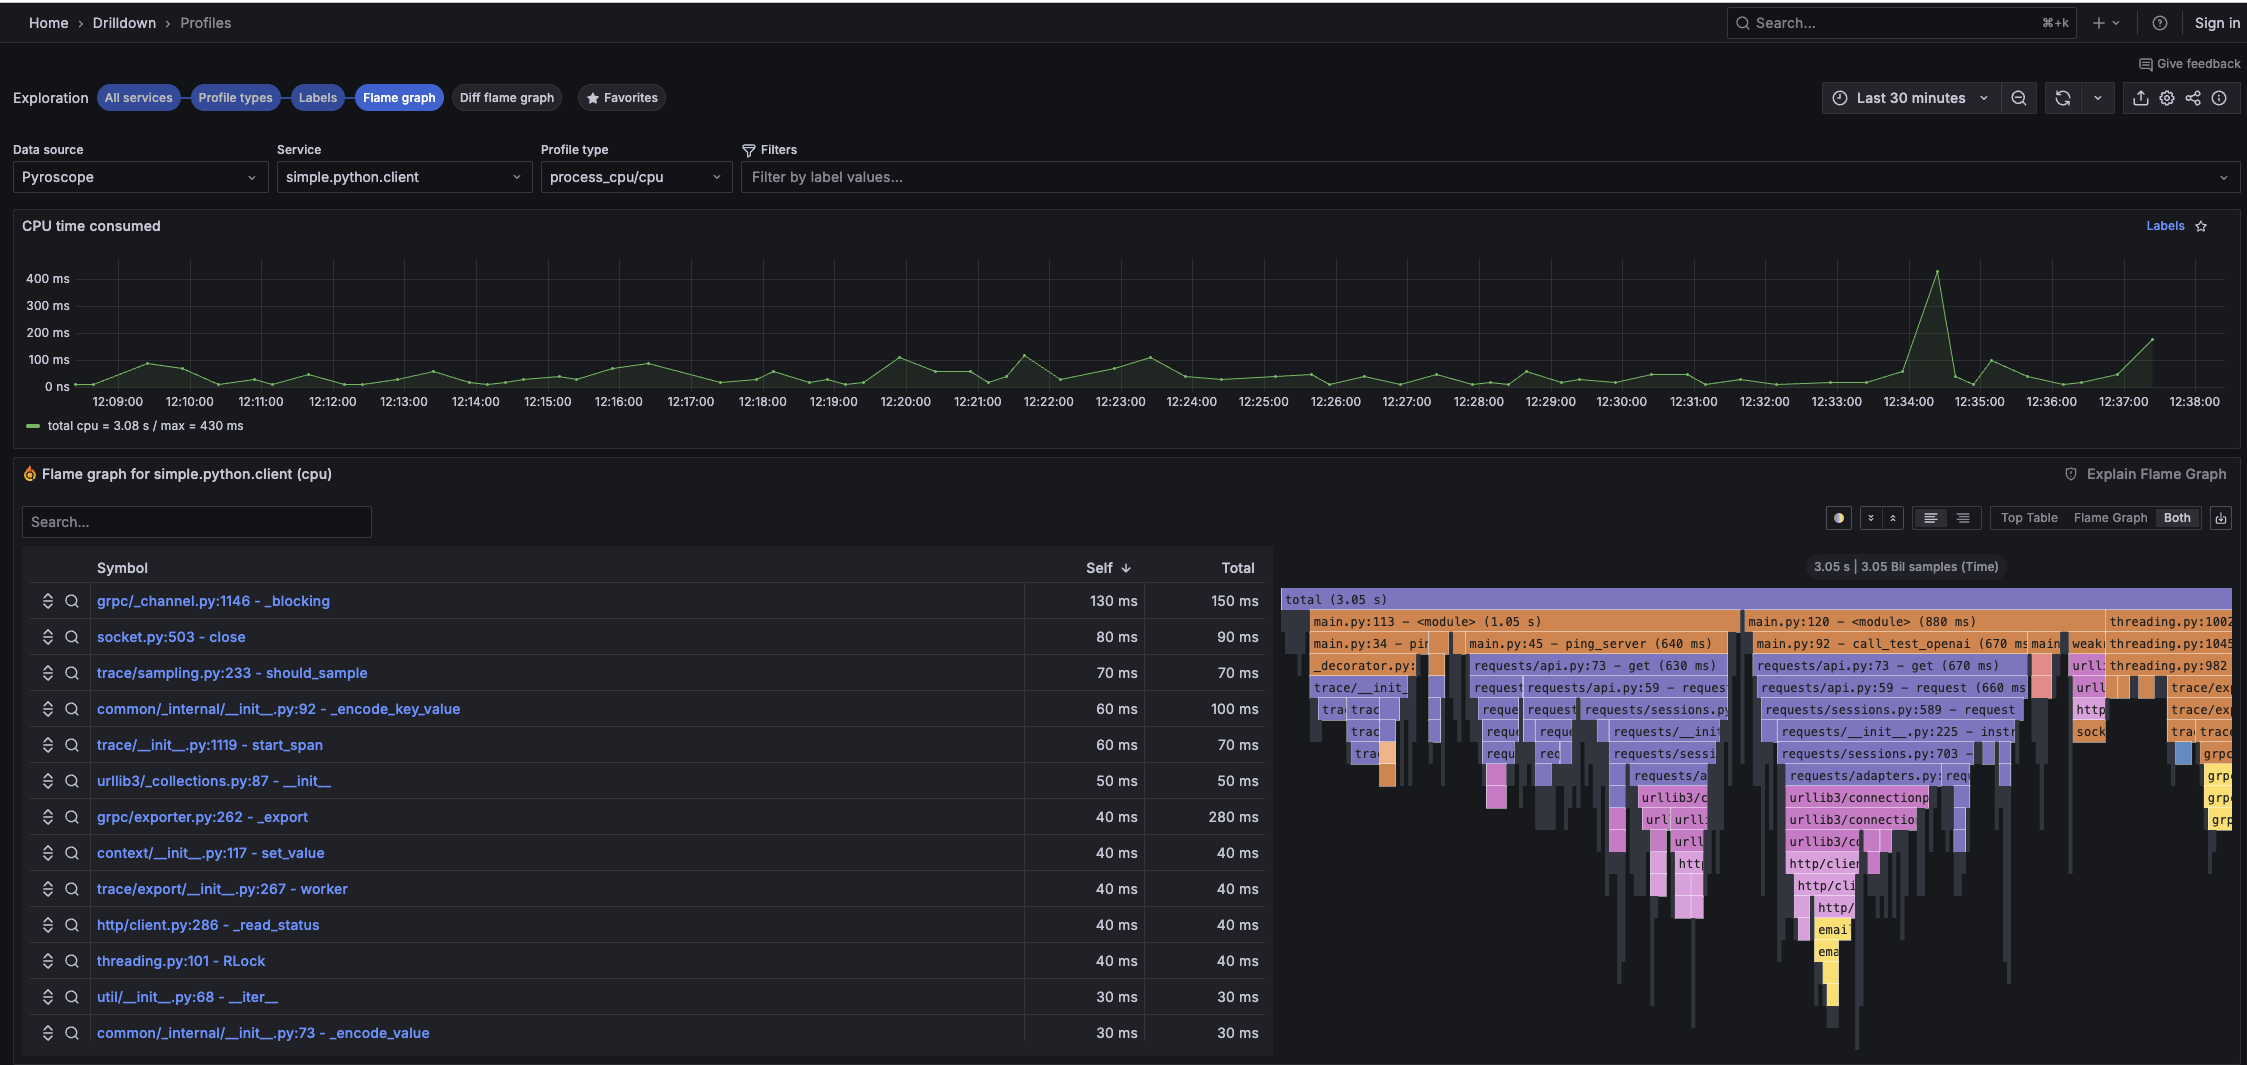 Home › Drilldown › Profiles
Search... ⌘+k
Sign in
Give feedback
Exploration All services Profile types Labels Flame graph Diff flame graph Favorites
Last 30 minutes
Data source Service Profile type Filters
Pyroscope simple.python.client process_cpu/cpu Filter by label values...
CPU time consumed
Labels
400 ms
300 ms
200 ms
100 ms
0 ns
12:09:00 12:10:00 12:11:00 12:12:00 12:13:00 12:14:00 12:15:00 12:16:00 12:17:00 12:18:00 12:19:00 12:20:00 12:21:00 12:22:00 12:23:00 12:24:00 12:25:00 12:26:00 12:27:00 12:28:00 12:29:00 12:30:00 12:31:00 12:32:00 12:33:00 12:34:00 12:35:00 12:36:00 12:37:00 12:38:00
total cpu = 3.08 s / max = 430 ms
Flame graph for simple.python.client (cpu)
Explain Flame Graph
Search...
Top Table Flame Graph Both
Symbol Self Total
grpc/_channel.py:1146 - _blocking 130 ms 150 ms
socket.py:503 - close 80 ms 90 ms
trace/sampling.py:233 - should_sample 70 ms 70 ms
common/_internal/__init__.py:92 - _encode_key_value 60 ms 100 ms
trace/__init__.py:1119 - start_span 60 ms 70 ms
urllib3/_collections.py:87 - __init__ 50 ms 50 ms
grpc/exporter.py:262 - _export 40 ms 280 ms
context/__init__.py:117 - set_value 40 ms 40 ms
trace/export/__init__.py:267 - worker 40 ms 40 ms
http/client.py:286 - _read_status 40 ms 40 ms
threading.py:101 - RLock 40 ms 40 ms
util/__init__.py:68 - __iter__ 30 ms 30 ms
common/_internal/__init__.py:73 - _encode_value 30 ms 30 ms
3.05 s | 3.05 Bil samples (Time)
total (3.05 s)
main.py:113 - <module> (1.05 s) main.py:120 - <module> (880 ms) threading.py:1002
main.py:34 - pin main.py:45 - ping_server (640 ms) main.py:92 - call_test_openai (670 ms main weak threading.py:1045
_decorator.py: requests/api.py:73 - get (630 ms) requests/api.py:73 - get (670 ms) urlli threading.py:982
trace/__init_ request requests/api.py:59 - reques requests/api.py:59 - request (660 ms urll trace/exp
tra trac reque request requests/sessions.py requests/sessions.py:589 - request http trace/exp
trac reque reque requests/__init requests/__init__.py:225 - instr sock tra trace
trac requ req requests/sessi requests/sessions.py:703 - grpc
requests/a requests/adapters.py: requ grpc
urllib3/c urllib3/connectionp grpc
url urlli urllib3/connectio grp
urll urllib3/co
http http/clien
http/cli
http/
email
ema